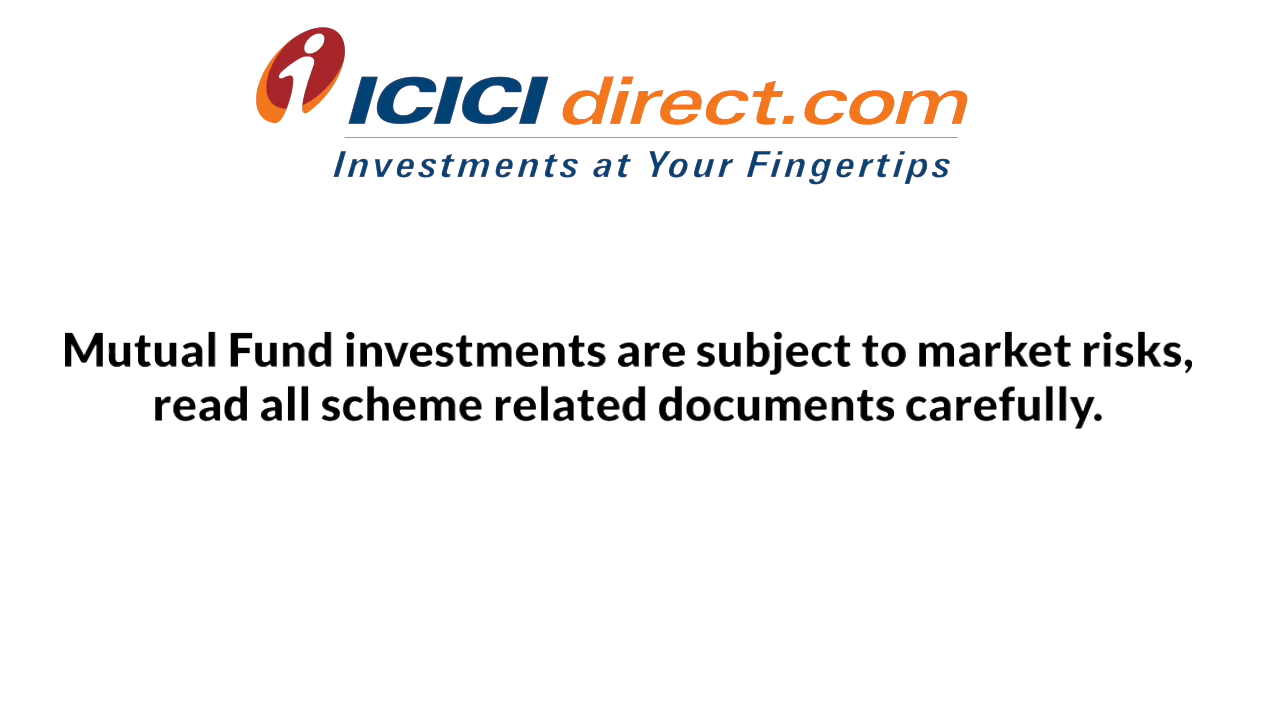 ICICI direct.com
Investments at Your Fingertips
Mutual Fund investments are subject to market risks,
read all scheme related documents carefully.